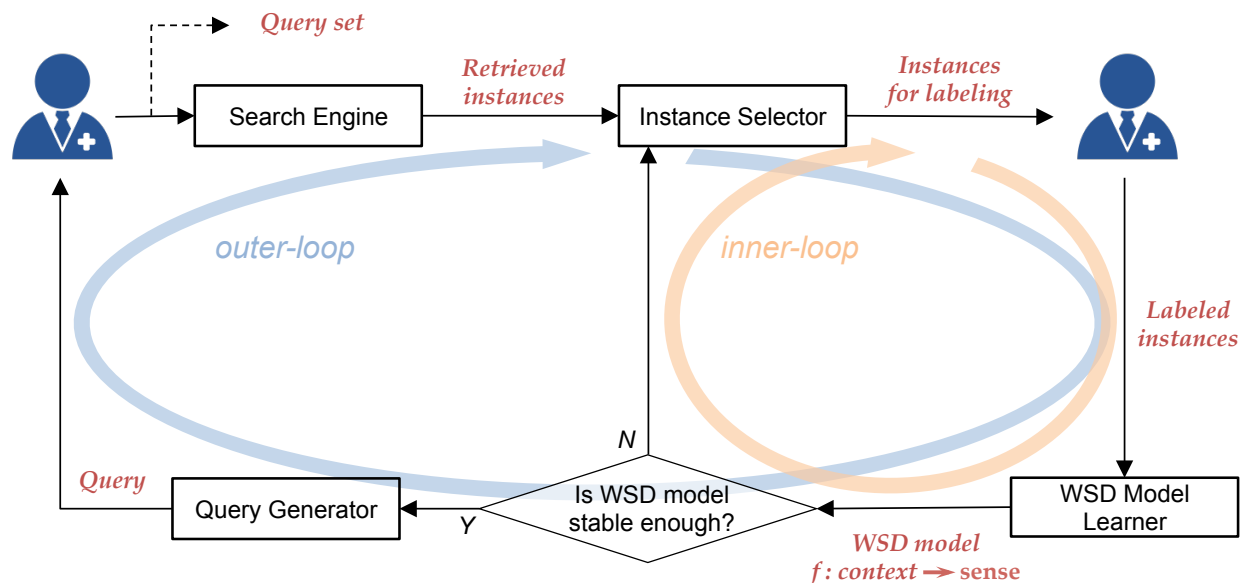 Query set
Retrieved
instances
Instances
for labeling
Search Engine
Instance Selector
outer-loop
inner-loop
Labeled
instances
N
Query
Is WSD model
stable enough?
Y
Query Generator
WSD Model
Learner
WSD model
f : context → sense